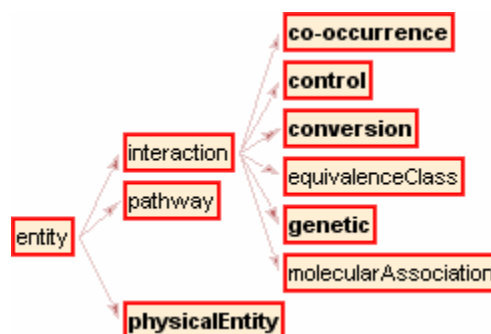 co-occurrence
control
conversion
interaction
equivalenceClass
pathway
genetic
entity
molecularAssociation
physicalEntity